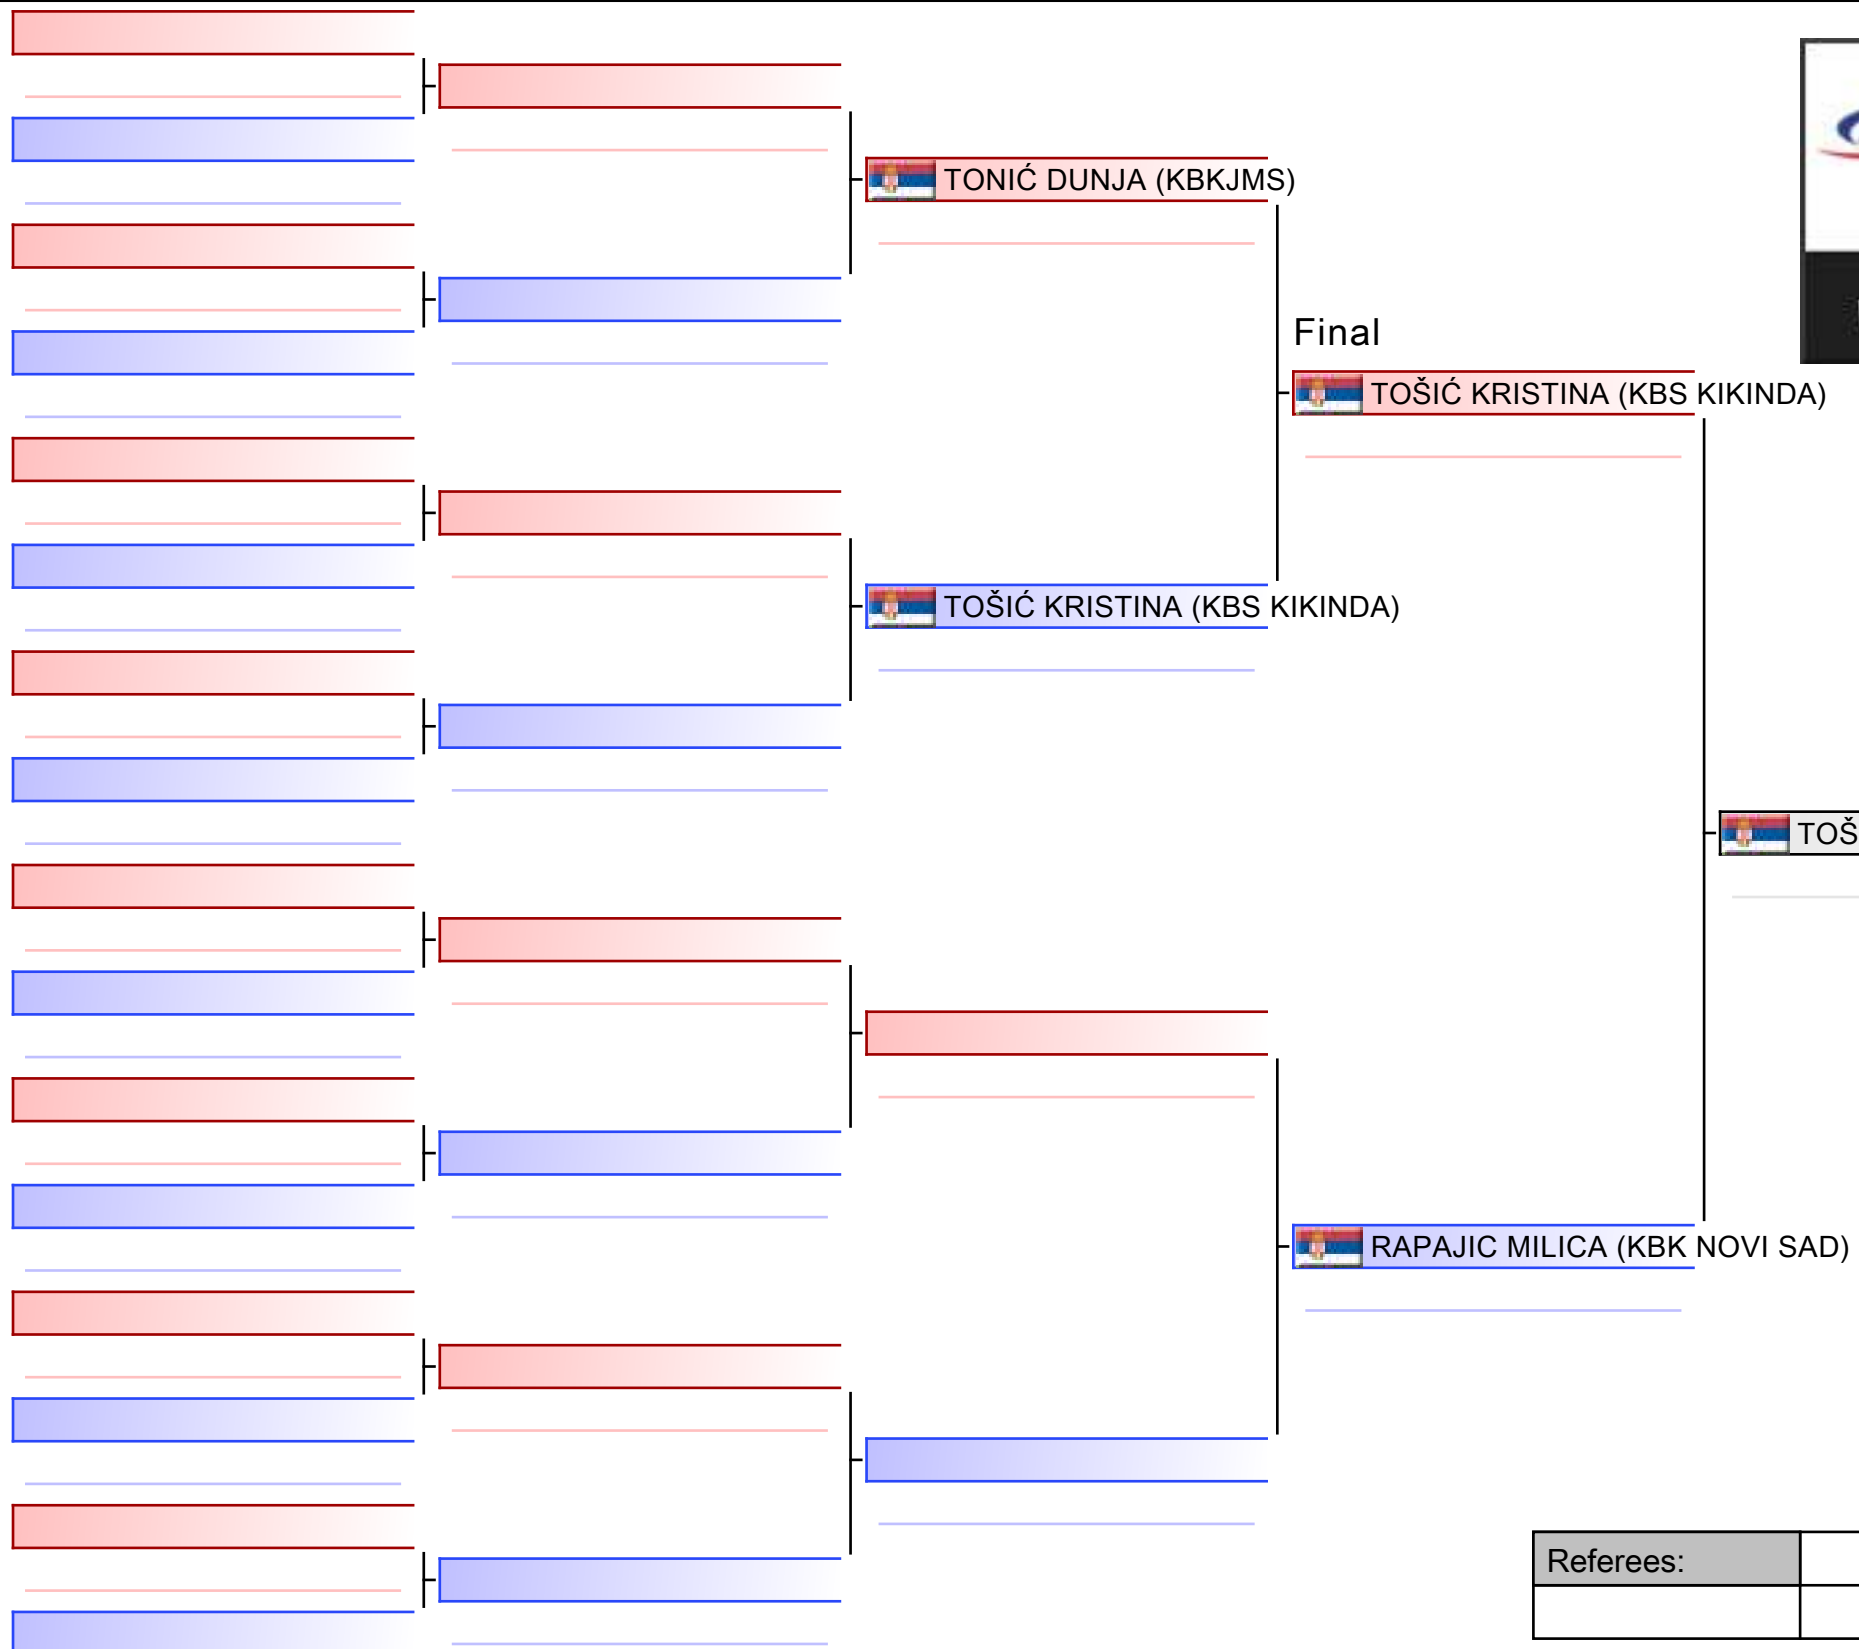 TONIĆ DUNJA (KBKJMS)
Final
TOŠIĆ KRISTINA (KBS KIKINDA)
TOŠIĆ KRISTINA (KBS KIKINDA)
TOŠ
RAPAJIC MILICA (KBK NOVI SAD)
Referees: